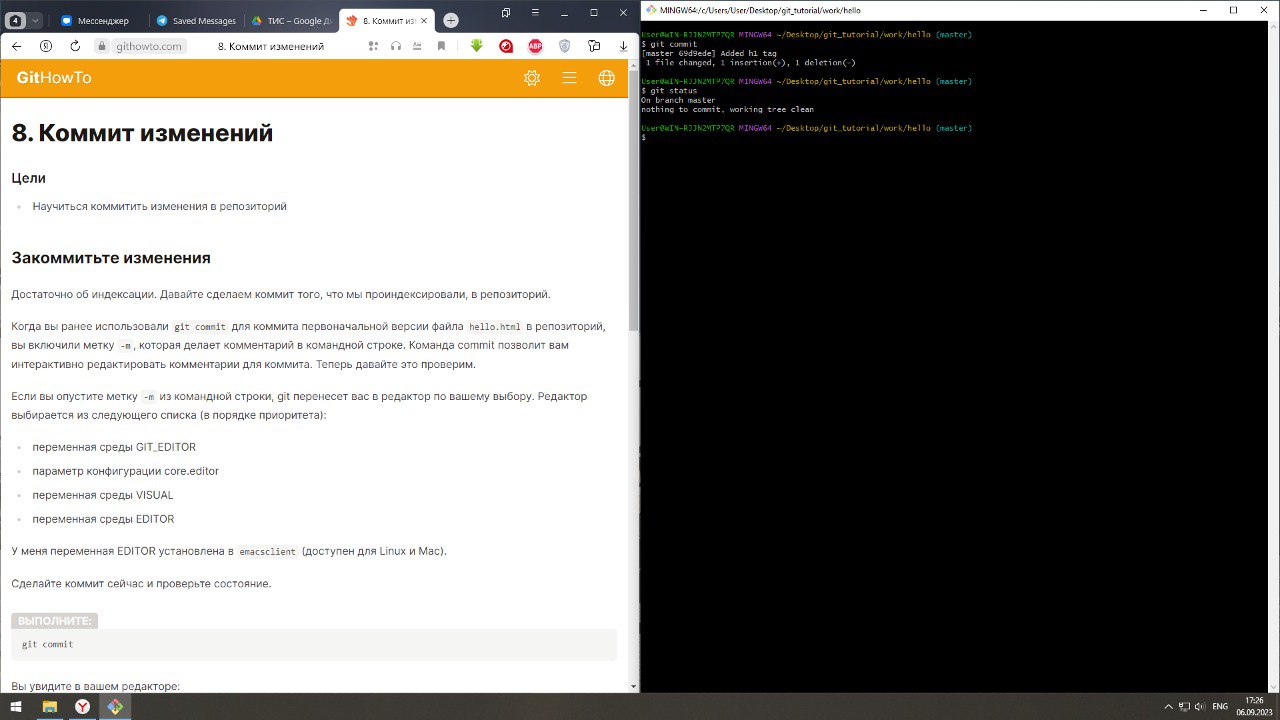 4
Мессенджер
Saved Messages
ТИС – Google Д
8. Коммит из
githowto.com
8. Коммит изменений
ABP
GitHowTo
8. Коммит изменений
Цели
Научиться коммитить изменения в репозиторий
Закоммитьте изменения
Достаточно об индексации. Давайте сделаем коммит того, что мы проиндексировали, в репозиторий.
Когда вы ранее использовали git commit для коммита первоначальной версии файла hello.html в репозиторий,
вы включили метку -m, которая делает комментарий в командной строке. Команда commit позволит вам
интерактивно редактировать комментарии для коммита. Теперь давайте это проверим.
Если вы опустите метку -m из командной строки, git перенесет вас в редактор по вашему выбору. Редактор
выбирается из следующего списка (в порядке приоритета):
переменная среды GIT_EDITOR
параметр конфигурации core.editor
переменная среды VISUAL
переменная среды EDITOR
У меня переменная EDITOR установлена в emacsclient (доступен для Linux и Mac).
Сделайте коммит сейчас и проверьте состояние.
ВЫПОЛНИТЕ:
git commit
Вы увидите в вашем редакторе:
MINGW64:/c/Users/User/Desktop/git_tutorial/work/hello
User@WIN-RJJN2MTP7QR MINGW64 ~/Desktop/git_tutorial/work/hello (master)
$ git commit
[master 69d9ede] Added h1 tag
1 file changed, 1 insertion(+), 1 deletion(-)
User@WIN-RJJN2MTP7QR MINGW64 ~/Desktop/git_tutorial/work/hello (master)
$ git status
On branch master
nothing to commit, working tree clean
User@WIN-RJJN2MTP7QR MINGW64 ~/Desktop/git_tutorial/work/hello (master)
$
ENG
17:26
06.09.2023